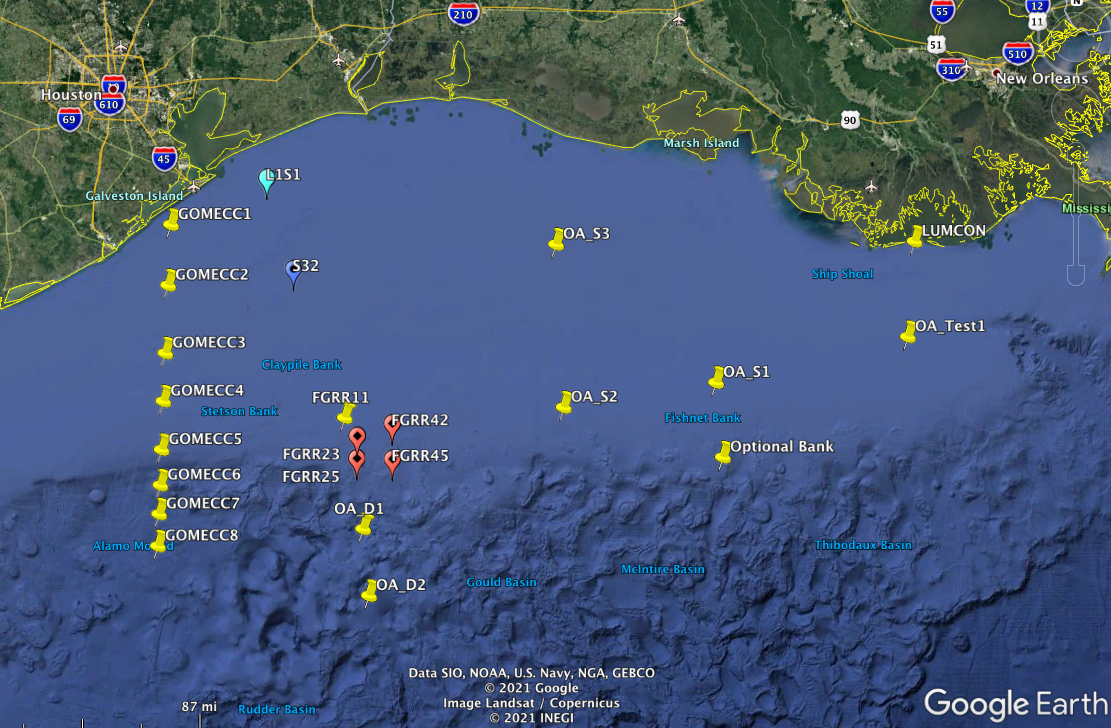 210
55
12
N
11
51
510
310
New Orleans
Houston
610
69
90
45
Marsh Island
L1S1
Galveston Island
GOMECC1
Mississi
LUMCON
OA_S3
S32
GOMECC2
Ship Shoal
OA_Test1
GOMECC3
Claypile Bank
OA_S1
GOMECC4
FGRR11
OA_S2
Stetson Bank
Fishnet Bank
FGRR42
GOMECC5
Optional Bank
FGRR23
FGRR45
GOMECC6
FGRR25
GOMECC7
OA_D1
GOMECC8
Thibodaux Basin
McIntire Basin
Gould Basin
OA_D2
Data SIO, NOAA, U.S. Navy, NGA, GEBCO
© 2021 Google
Image Landsat / Copernicus
© 2021 INEGI
87 mi
Rudder Basin
Google Earth